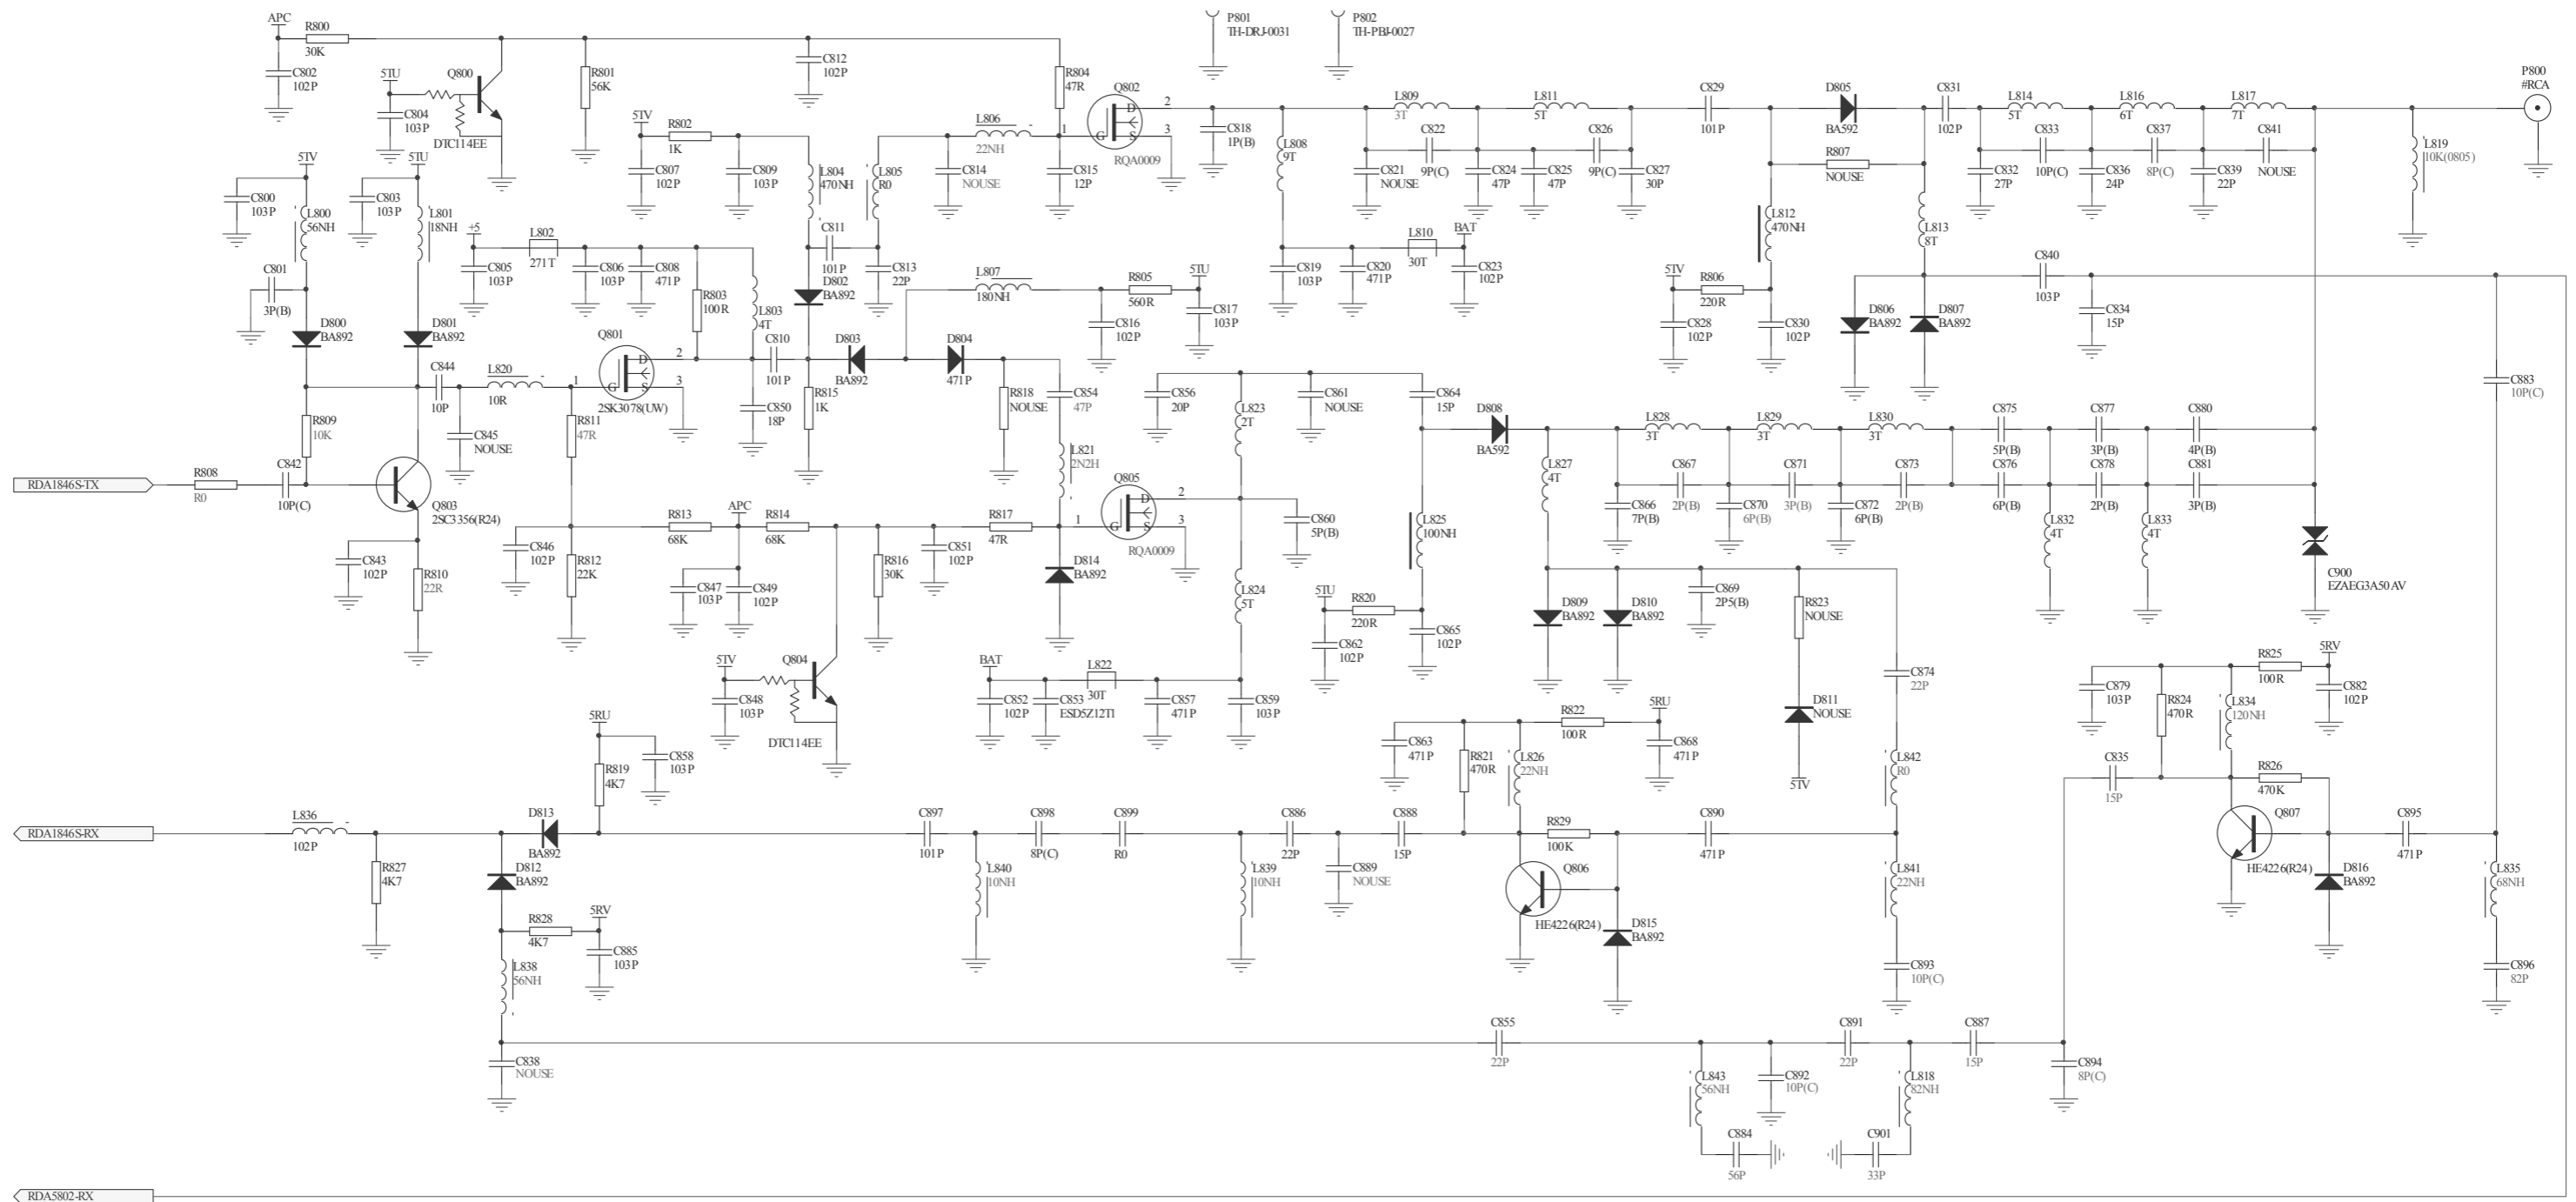 APC
R800
30K
C802
102P
Q800
5TU
C804
103P
DTC114EE
R801
56K
C812
102P
R804
47R
P801
TH-DRJ-0031
P802
TH-PBJ-0027
P800
#RCA
Q802
D
G
S
1
2
3
RQA0009
5TV
R802
1K
C807
102P
C809
103P
L804
470NH
L805
R0
L806
22NH
C814
NOUSE
C815
12P
C818
1P(B)
L808
9T
L809
3T
L811
5T
C821
NOUSE
C822
9P(C)
C824
47P
C825
47P
C826
9P(C)
C827
30P
C829
101P
D805
BA592
R807
NOUSE
C831
102P
L814
5T
L816
6T
L817
7T
C832
27P
C833
10P(C)
C836
24P
C837
8P(C)
C839
22P
C841
NOUSE
L819
10K(0805)
5TV
C800
103P
L800
56NH
5TU
C803
103P
L801
18NH
C801
3P(B)
D800
BA892
D801
BA892
+5
L802
271T
C805
103P
C806
103P
C808
471P
R803
100R
L803
4T
C811
101P
D802
BA892
C813
22P
L807
180NH
R805
560R
5TU
C816
102P
C817
103P
C819
103P
C820
471P
L810
30T
BAT
C823
102P
L812
470NH
L813
8T
5TV
R806
220R
C828
102P
C830
102P
D806
BA892
D807
BA892
C840
103P
C834
15P
C883
10P(C)
C844
10P
L820
10R
C845
NOUSE
Q801
D
G
S
1
2
3
2SK3078(UW)
C810
101P
C850
18P
R815
1K
D803
BA892
D804
471P
R818
NOUSE
C854
47P
L821
2N2H
C856
20P
L823
2T
C861
NOUSE
C864
15P
D808
BA592
L827
4T
L828
3T
L829
3T
L830
3T
C866
7P(B)
C867
2P(B)
C870
6P(B)
C871
3P(B)
C872
6P(B)
C873
2P(B)
C875
5P(B)
C876
6P(B)
C877
3P(B)
C878
2P(B)
C880
4P(B)
C881
3P(B)
L832
4T
L833
4T
C900
EZAEG3A50AV
R809
10K
RDA1846S-TX
R808
R0
C842
10P(C)
Q803
2SC3356(R24)
C843
102P
R810
22R
R811
47R
C846
102P
R812
22K
R813
68K
APC
R814
68K
C847
103P
C849
102P
R816
30K
C851
102P
R817
47R
D814
BA892
Q805
D
G
S
1
2
3
RQA0009
C860
5P(B)
L824
5T
L825
100NH
5TU
R820
220R
C862
102P
C865
102P
D809
BA892
D810
BA892
C869
2P5(B)
R823
NOUSE
D811
NOUSE
5TV
C874
22P
5TV
Q804
C848
103P
DTC114EE
BAT
C852
102P
C853
ESD5Z12T1
L822
30T
C857
471P
C859
103P
5RU
R819
4K7
C858
103P
C863
471P
R821
470R
L826
22NH
R822
100R
5RU
C868
471P
L842
R0
C879
103P
R824
470R
L834
120NH
R825
100R
5RV
C882
102P
C835
15P
R826
470K
Q807
HE4226(R24)
D816
BA892
C895
471P
L835
68NH
C896
82P
RDA1846S-RX
L836
102P
R827
4K7
D813
BA892
D812
BA892
R828
4K7
5RV
C885
103P
L838
56NH
C838
NOUSE
C897
101P
L840
10NH
C898
8P(C)
C899
R0
L839
10NH
C886
22P
C889
NOUSE
C888
15P
R829
100K
Q806
HE4226(R24)
D815
BA892
C890
471P
L841
22NH
C893
10P(C)
C855
22P
L843
56NH
C892
10P(C)
C891
22P
L818
82NH
C887
15P
C894
8P(C)
C884
56P
C901
33P
RDA5802-RX